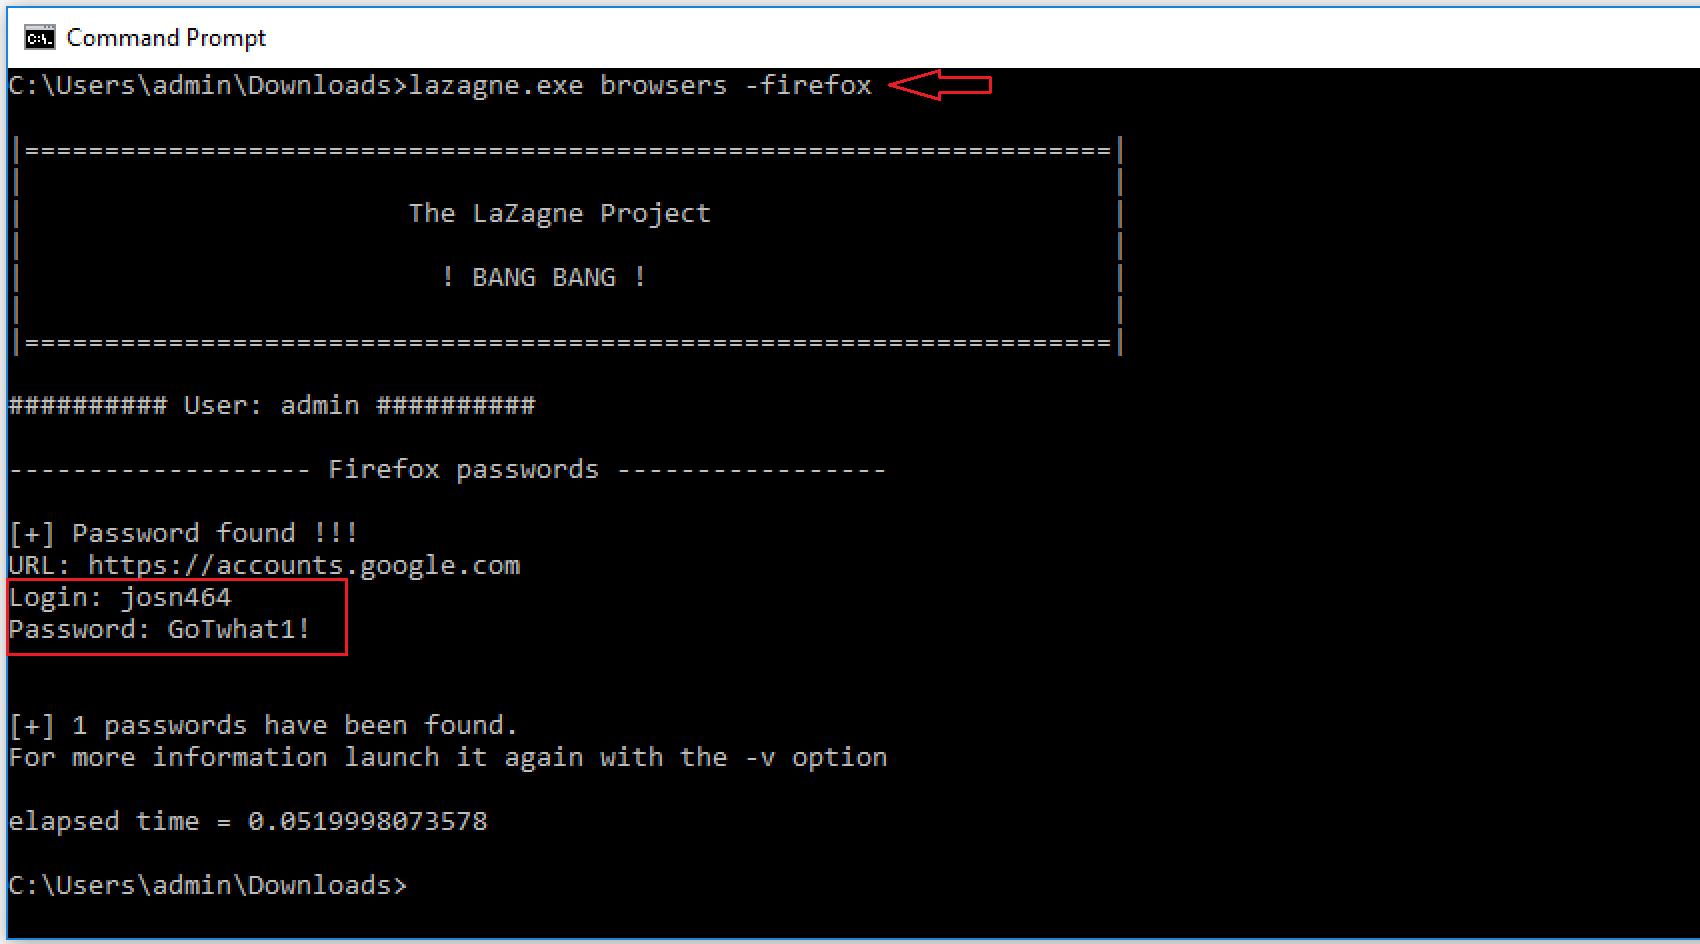 Command Prompt
C:\Users\admin\Downloads>lazagne.exe browsers -firefox
|====================================================================|
|                                                                    |
|                        The LaZagne Project                         |
|                                                                    |
|                          ! BANG BANG !                             |
|                                                                    |
|====================================================================|
########## User: admin ##########
------------------- Firefox passwords -----------------
[+] Password found !!!
URL: https://accounts.google.com
Login: josn464
Password: GoTwhat1!
[+] 1 passwords have been found.
For more information launch it again with the -v option
elapsed time = 0.0519998073578
C:\Users\admin\Downloads>